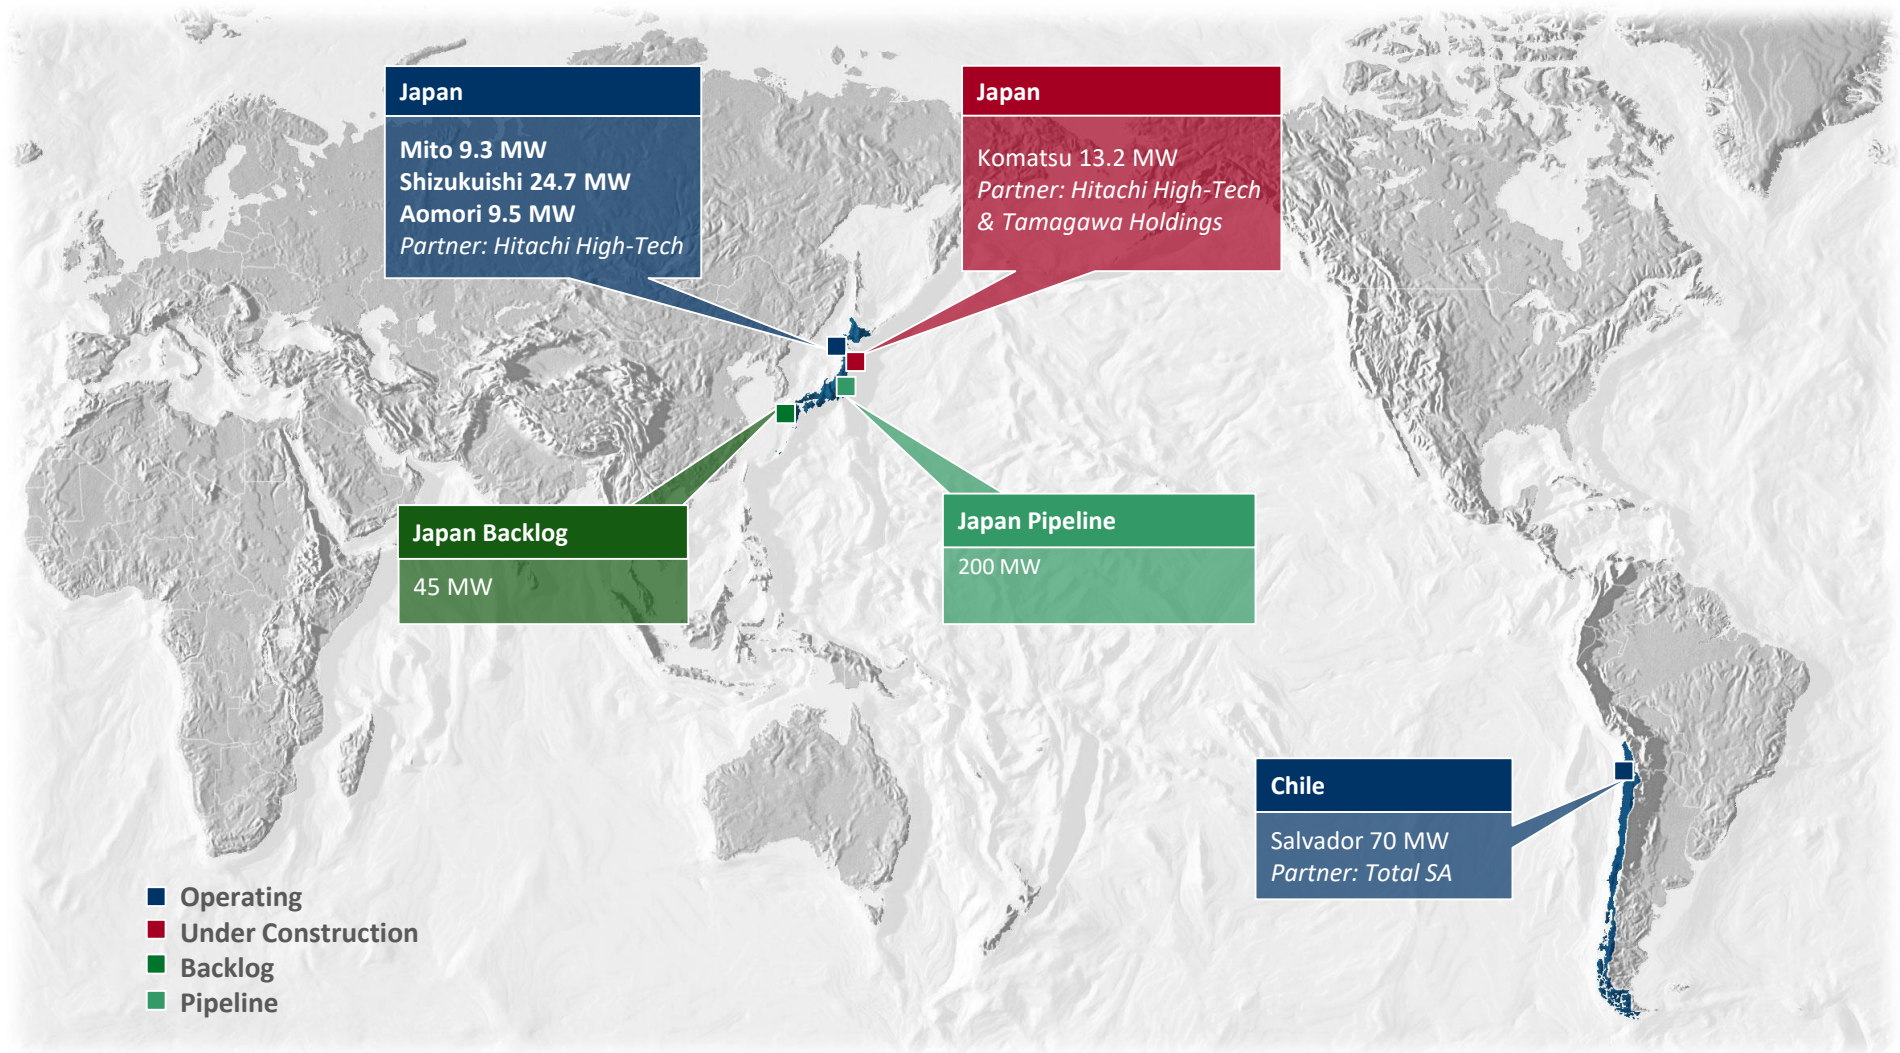 Japan
Mito 9.3 MW
Shizukuishi 24.7 MW
Aomori 9.5 MW
Partner: Hitachi High-Tech
Japan
Komatsu 13.2 MW
Partner: Hitachi High-Tech
& Tamagawa Holdings
Japan Backlog
45 MW
Japan Pipeline
200 MW
Chile
Salvador 70 MW
Partner: Total SA
Operating
Under Construction
Backlog
Pipeline